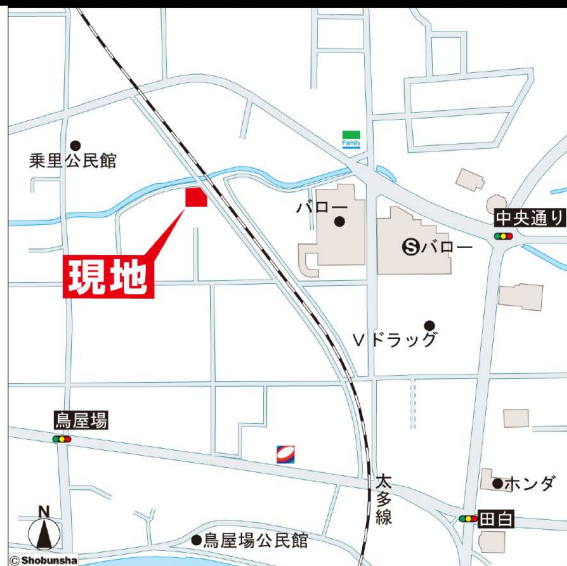 Family
乗里公民館
バロー
中央通り
Sバロー
現地
Vドラッグ
鳥屋場
太多線
ホンダ
田白
N
鳥屋場公民館
© Shobunsha